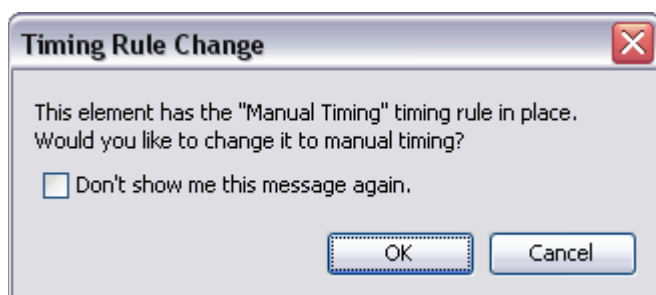 Timing Rule Change
This element has the "Manual Timing" timing rule in place.
Would you like to change it to manual timing?
Don't show me this message again.
OK Cancel